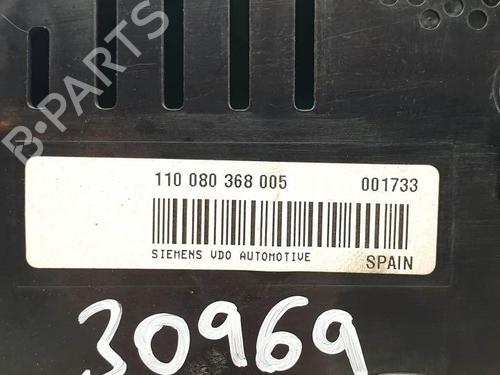 B-PARTS
110 080 368 005 001733
SIEMENS VDO AUTOMOTIVE SPAIN
30969